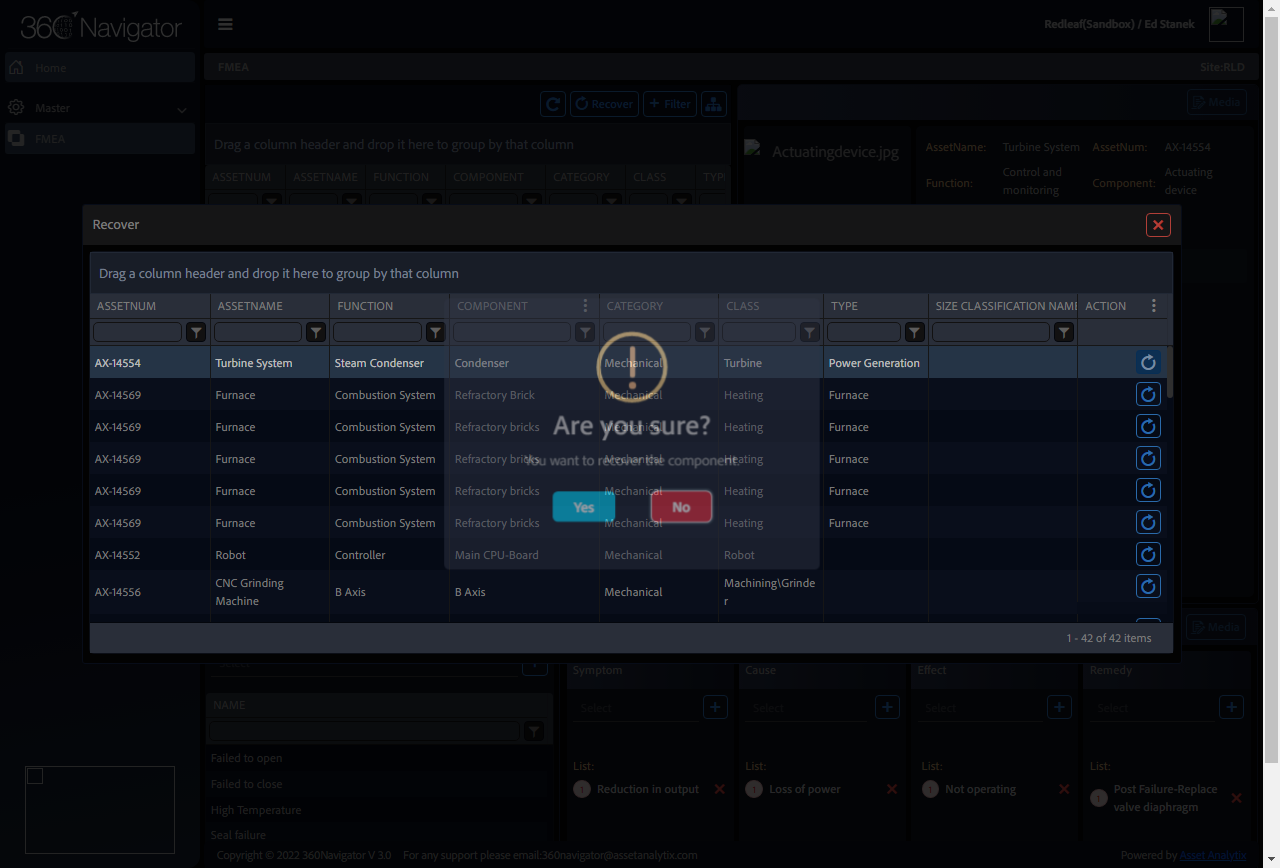 360 Navigator
Redleaf(Sandbox) / Ed Stanek
Home
FMEA
Site:RLD
Master
Recover
Filter
Media
FMEA
Drag a column header and drop it here to group by that column
Actuatingdevice.jpg
AssetName: Turbine System AssetNum: AX-14554
Function: Control and monitoring Component: Actuating device
ASSETNUM ASSETNAME FUNCTION COMPONENT CATEGORY CLASS TYP
Recover
Drag a column header and drop it here to group by that column
ASSETNUM ASSETNAME FUNCTION COMPONENT CATEGORY CLASS TYPE SIZE CLASSIFICATION NAME ACTION
AX-14554 Turbine System Steam Condenser Condenser Mechanical Turbine Power Generation
AX-14569 Furnace Combustion System Refractory Brick Mechanical Heating Furnace
AX-14569 Furnace Combustion System Refractory bricks Mechanical Heating Furnace
AX-14569 Furnace Combustion System Refractory bricks Mechanical Heating Furnace
AX-14569 Furnace Combustion System Refractory bricks Mechanical Heating Furnace
AX-14569 Furnace Combustion System Refractory bricks Mechanical Heating Furnace
AX-14552 Robot Controller Main CPU-Board Mechanical Robot
AX-14556 CNC Grinding Machine B Axis B Axis Mechanical Machining\Grinder
Are you sure?
You want to recover the component.
Yes No
1 - 42 of 42 items
Media
Symptom Cause Effect Remedy
NAME
Select Select Select Select
Failed to open
Failed to close
High Temperature
Seal failure
List: List: List: List:
1 Reduction in output 1 Loss of power 1 Not operating 1 Post Failure-Replace valve diaphragm
Copyright © 2022 360Navigator V 3.0 For any support please email:360navigator@assetanalytix.com Powered by Asset Analytix